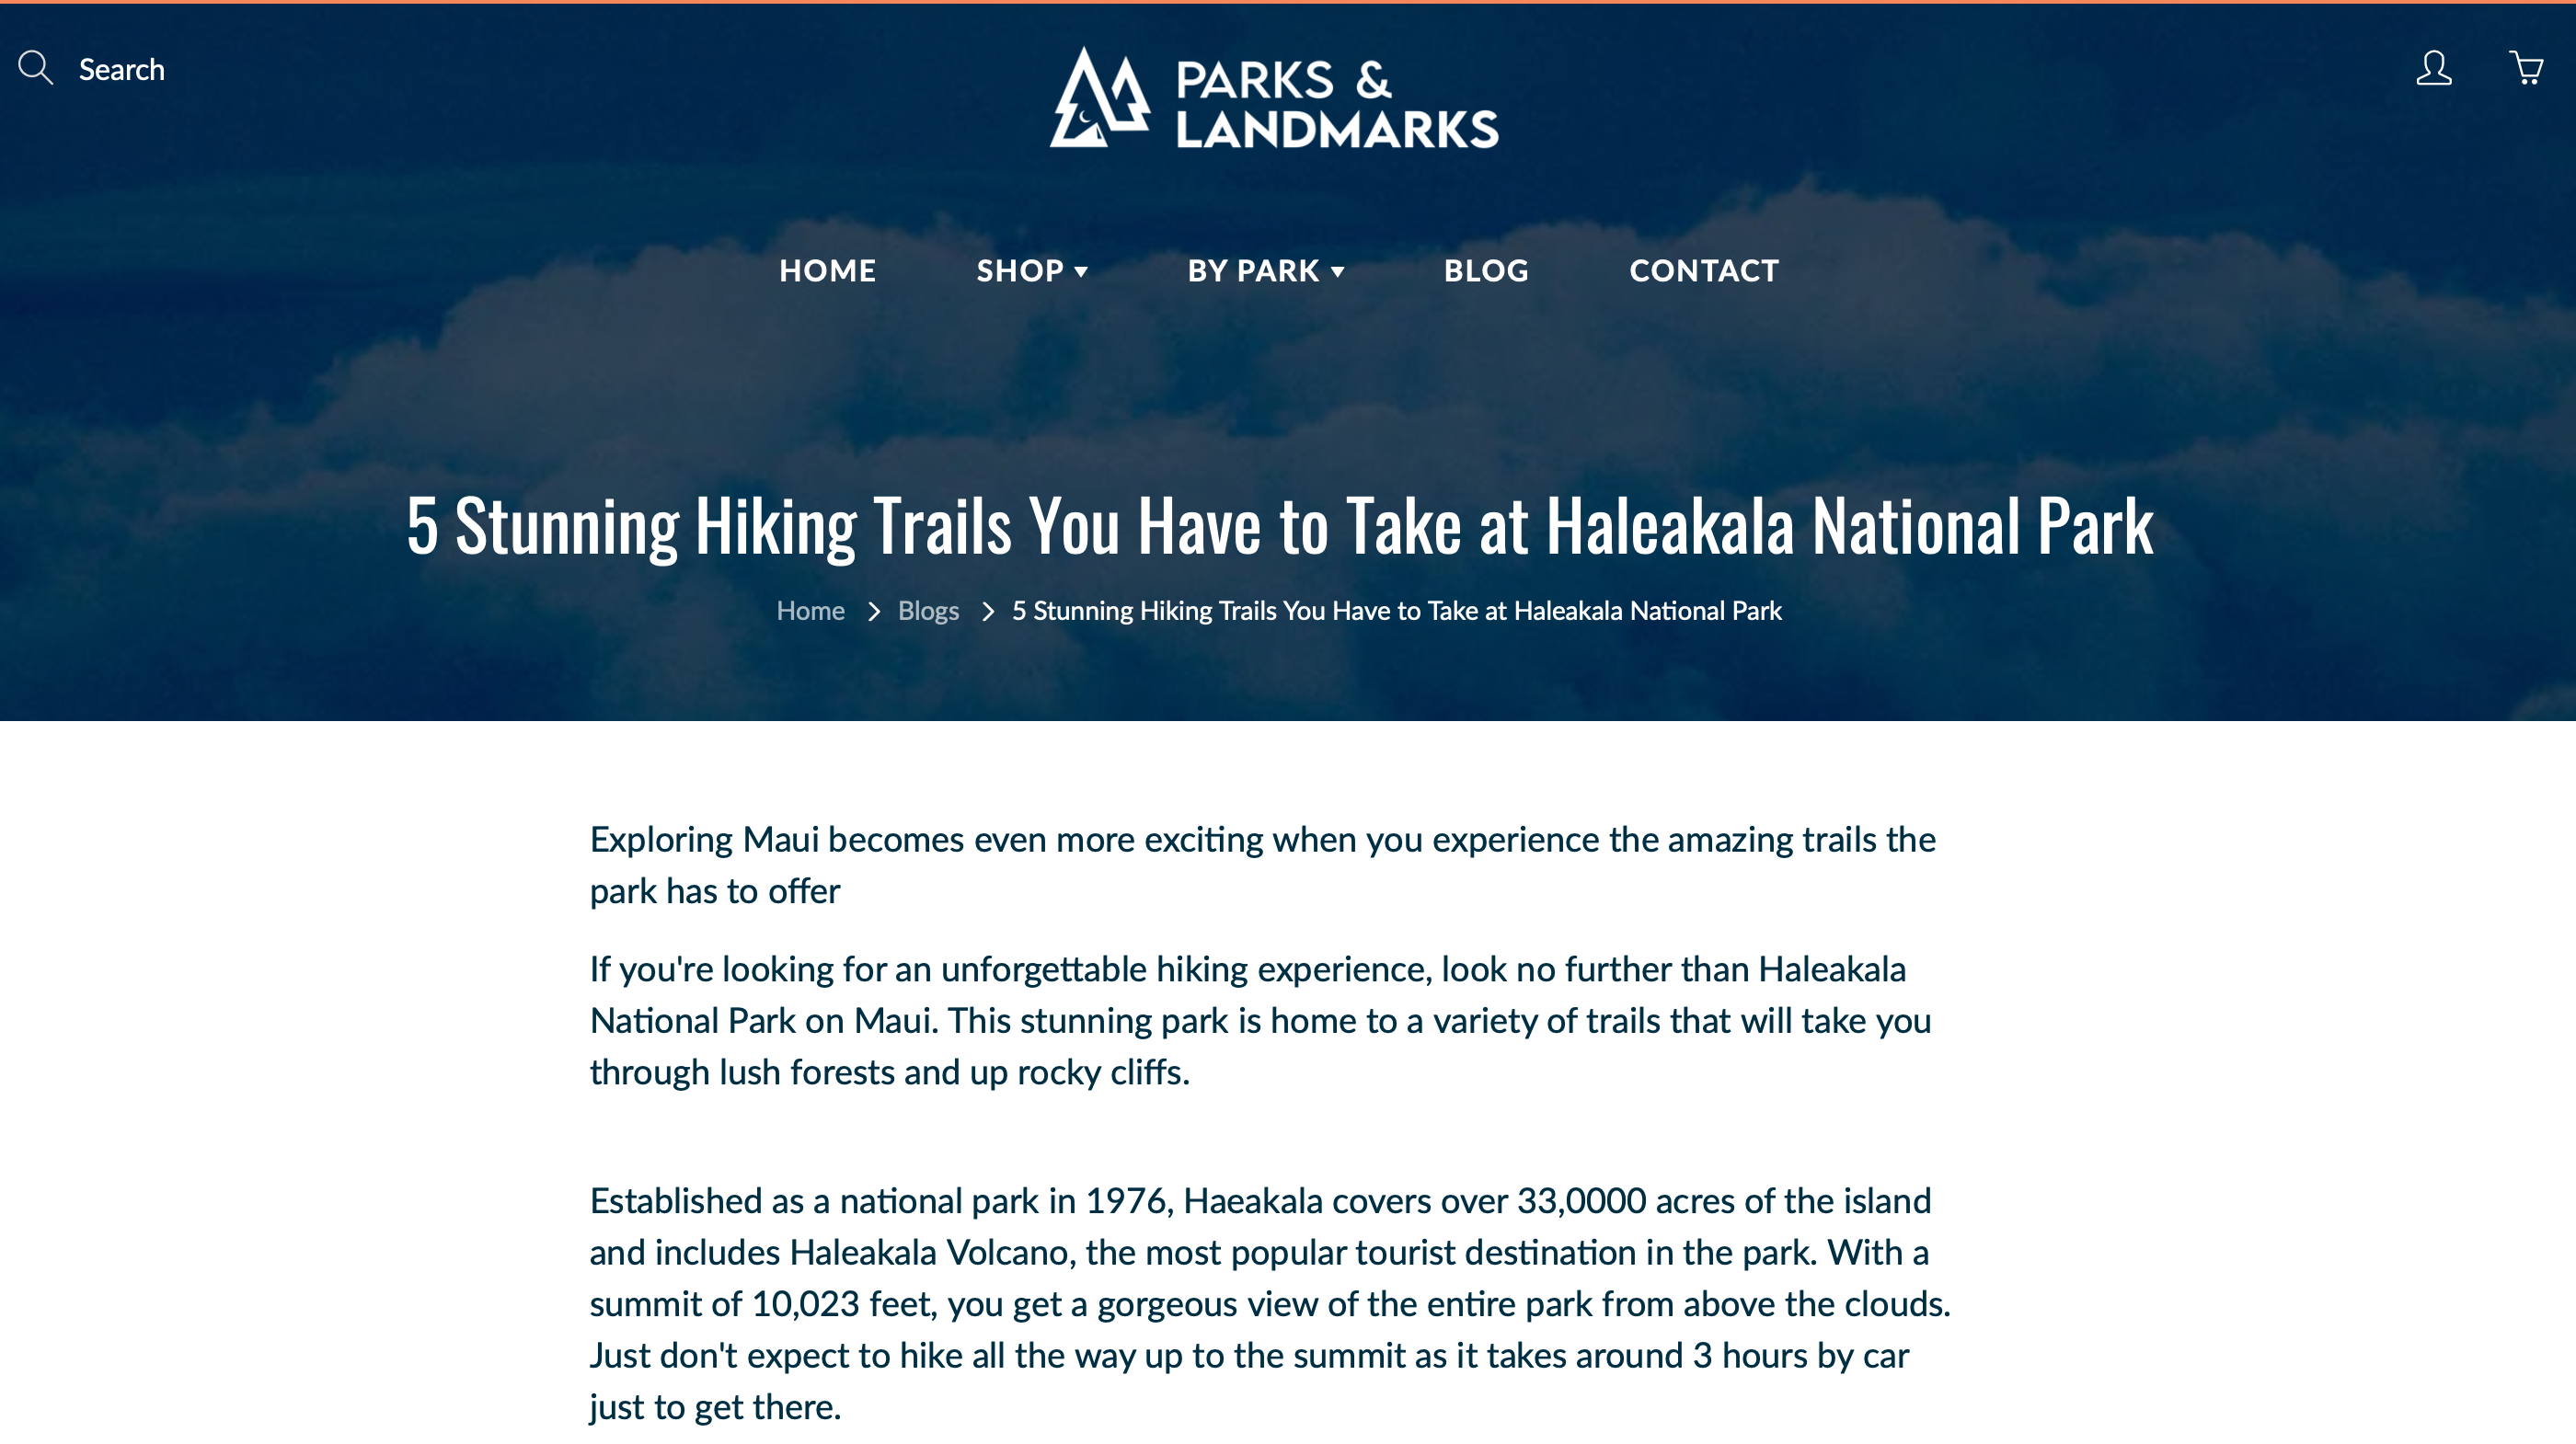 Search
PARKS &
LANDMARKS
HOME SHOP ▾ BY PARK ▾ BLOG CONTACT
5 Stunning Hiking Trails You Have to Take at Haleakala National Park
Home > Blogs > 5 Stunning Hiking Trails You Have to Take at Haleakala National Park
Exploring Maui becomes even more exciting when you experience the amazing trails the
park has to offer
If you're looking for an unforgettable hiking experience, look no further than Haleakala
National Park on Maui. This stunning park is home to a variety of trails that will take you
through lush forests and up rocky cliffs.
Established as a national park in 1976, Haeakala covers over 33,0000 acres of the island
and includes Haleakala Volcano, the most popular tourist destination in the park. With a
summit of 10,023 feet, you get a gorgeous view of the entire park from above the clouds.
Just don't expect to hike all the way up to the summit as it takes around 3 hours by car
just to get there.